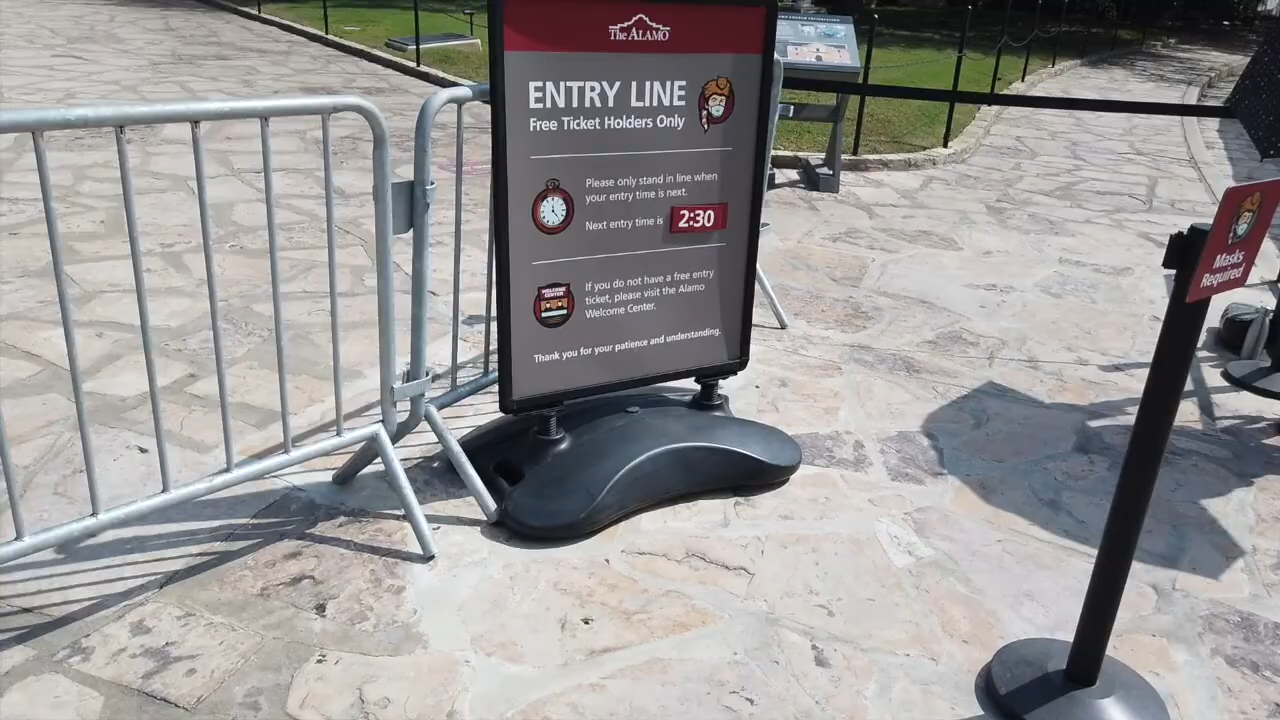 The ALAMO
ENTRY LINE
Free Ticket Holders Only
Please only stand in line when
your entry time is next.
Next entry time is 2:30
WELCOME
CENTER
If you do not have a free entry
ticket, please visit the Alamo
Welcome Center.
Thank you for your patience and understanding.
Masks
Required